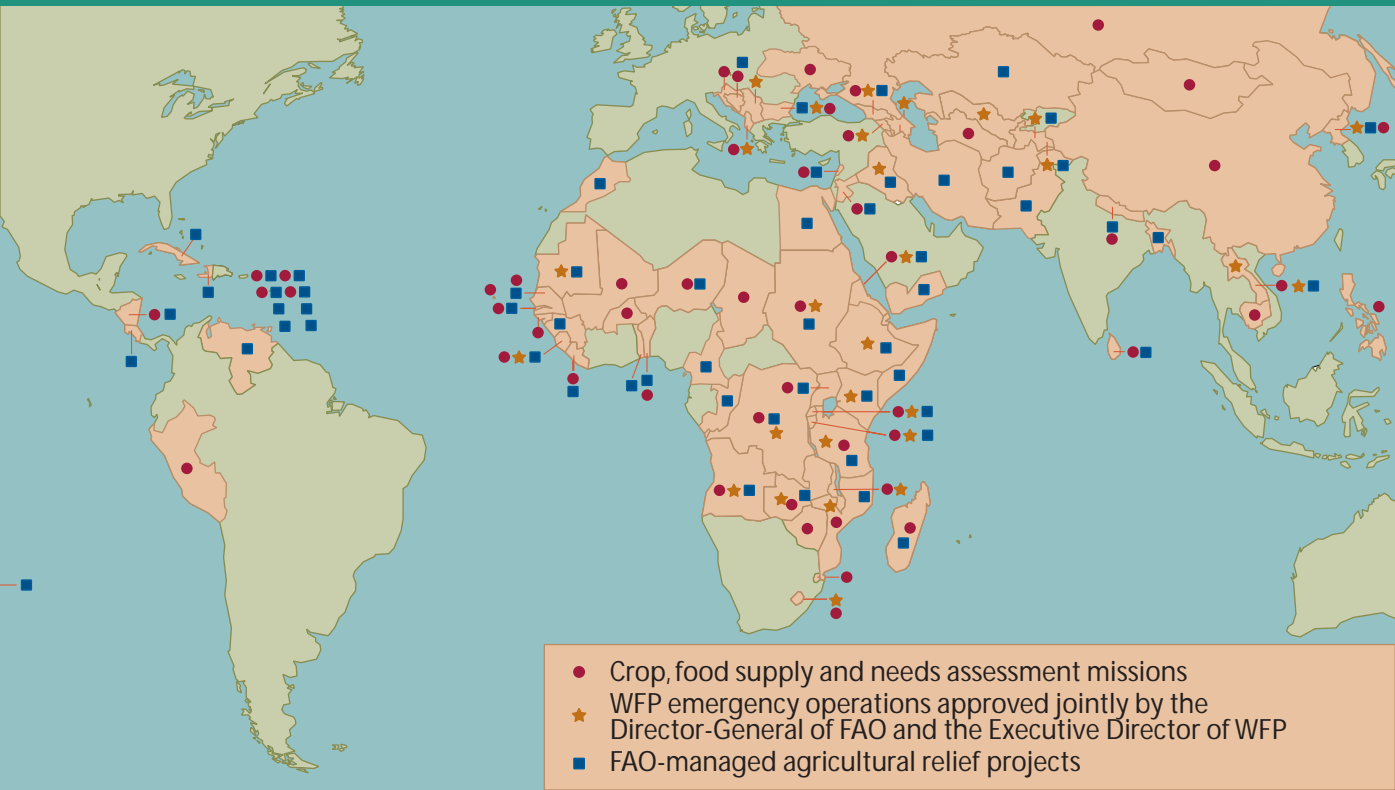 Crop, food supply and needs assessment missions
WFP emergency operations approved jointly by the
Director-General of FAO and the Executive Director of WFP
FAO-managed agricultural relief projects